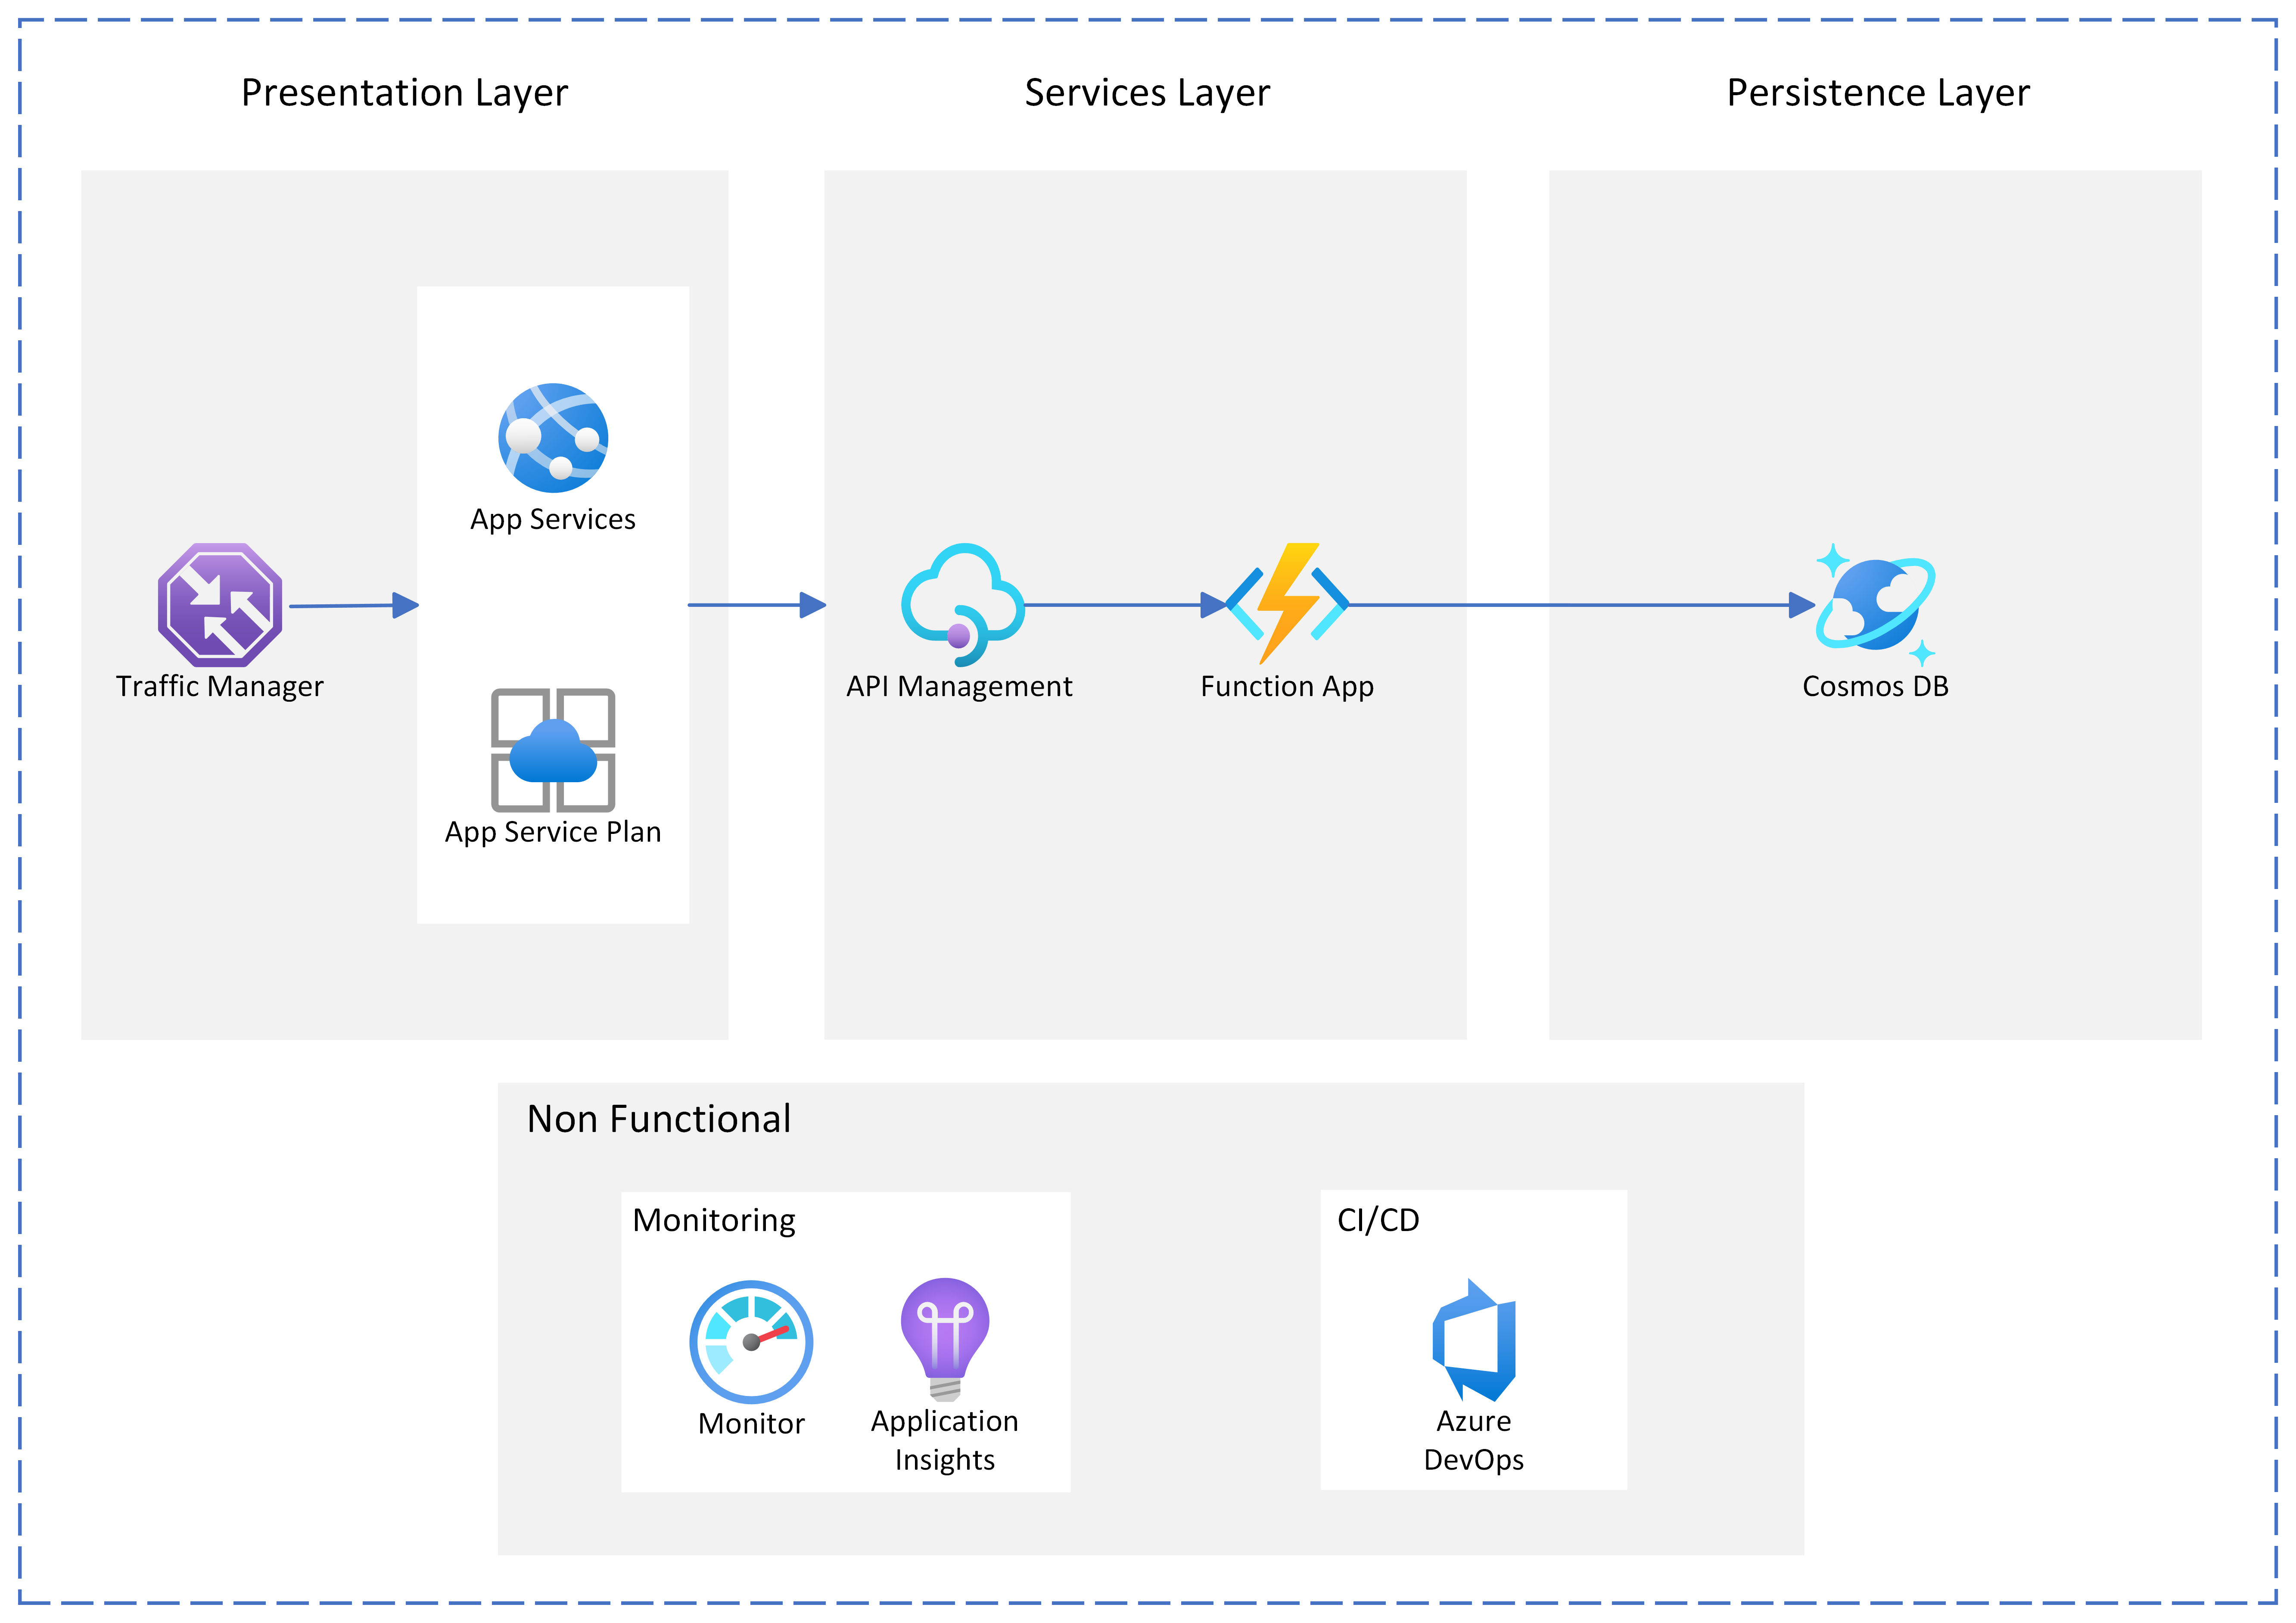 Presentation Layer
Services Layer
Persistence Layer
App Services
Traffic Manager
API Management
Function App
Cosmos DB
App Service Plan
Non Functional
Monitoring
CI/CD
Monitor
Application
Insights
Azure
DevOps